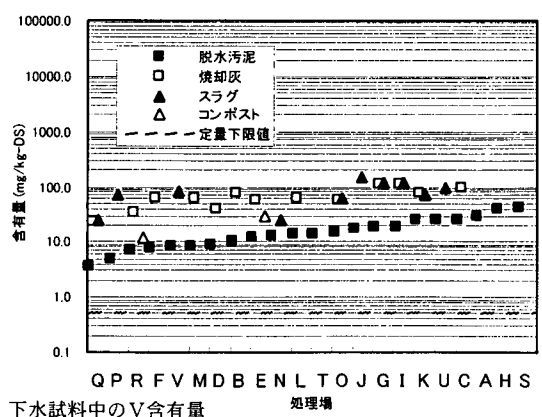 100000.0
10000.0
1000.0
100.0
10.0
1.0
0.1
含有量 (mg/kg-DS)
脱水汚泥
焼却灰
スラグ
コンポスト
定量下限値
Q P R F V M D B E N L T O J G I K U C A H S
処理場
下水試料中のV含有量